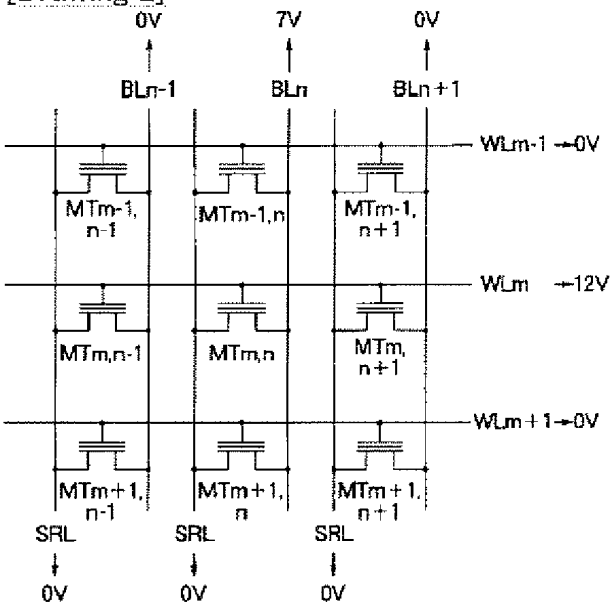 [Drawing 2]
0V 7V 0V
BLn-1 BLn BLn+1
WLm-1 →0V
MTm-1, n-1
MTm-1,n
MTm-1, n+1
WLm →12V
MTm,n-1
MTm,n
MTm, n+1
WLm+1→0V
MTm+1, n-1
MTm+1, n
MTm+1, n+1
SRL SRL SRL
0V 0V 0V